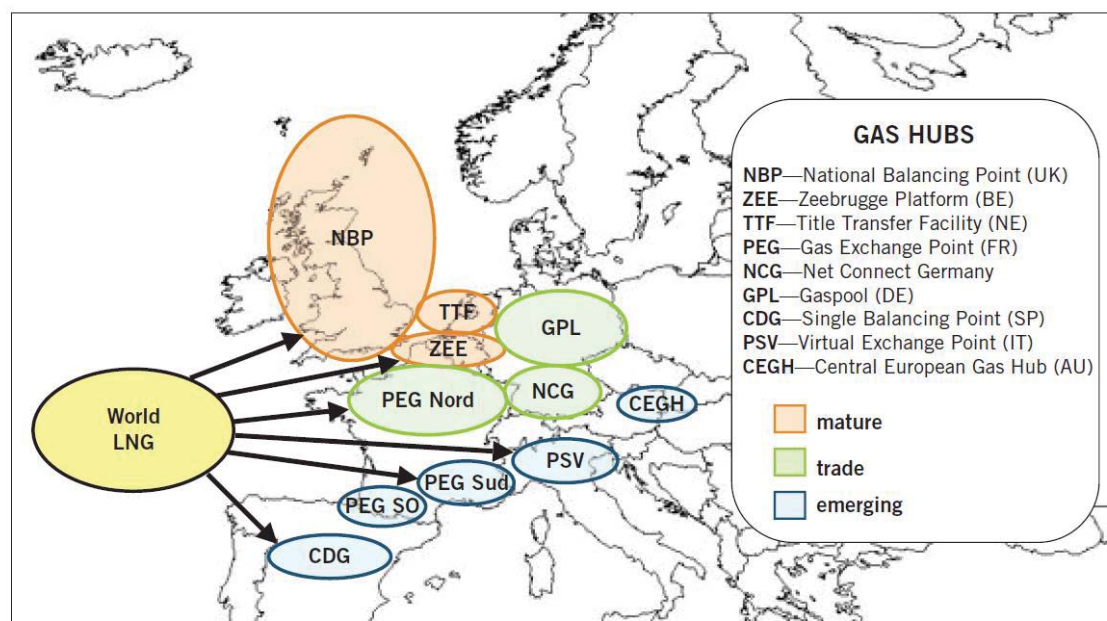 NBP
TTF
ZEE
GPL
PEG Nord
NCG
CEGH
World
LNG
PSV
PEG Sud
PEG SO
CDG
GAS HUBS
NBP—National Balancing Point (UK)
ZEE—Zeebrugge Platform (BE)
TTF—Title Transfer Facility (NE)
PEG—Gas Exchange Point (FR)
NCG—Net Connect Germany
GPL—Gaspool (DE)
CDG—Single Balancing Point (SP)
PSV—Virtual Exchange Point (IT)
CEGH—Central European Gas Hub (AU)
mature
trade
emerging